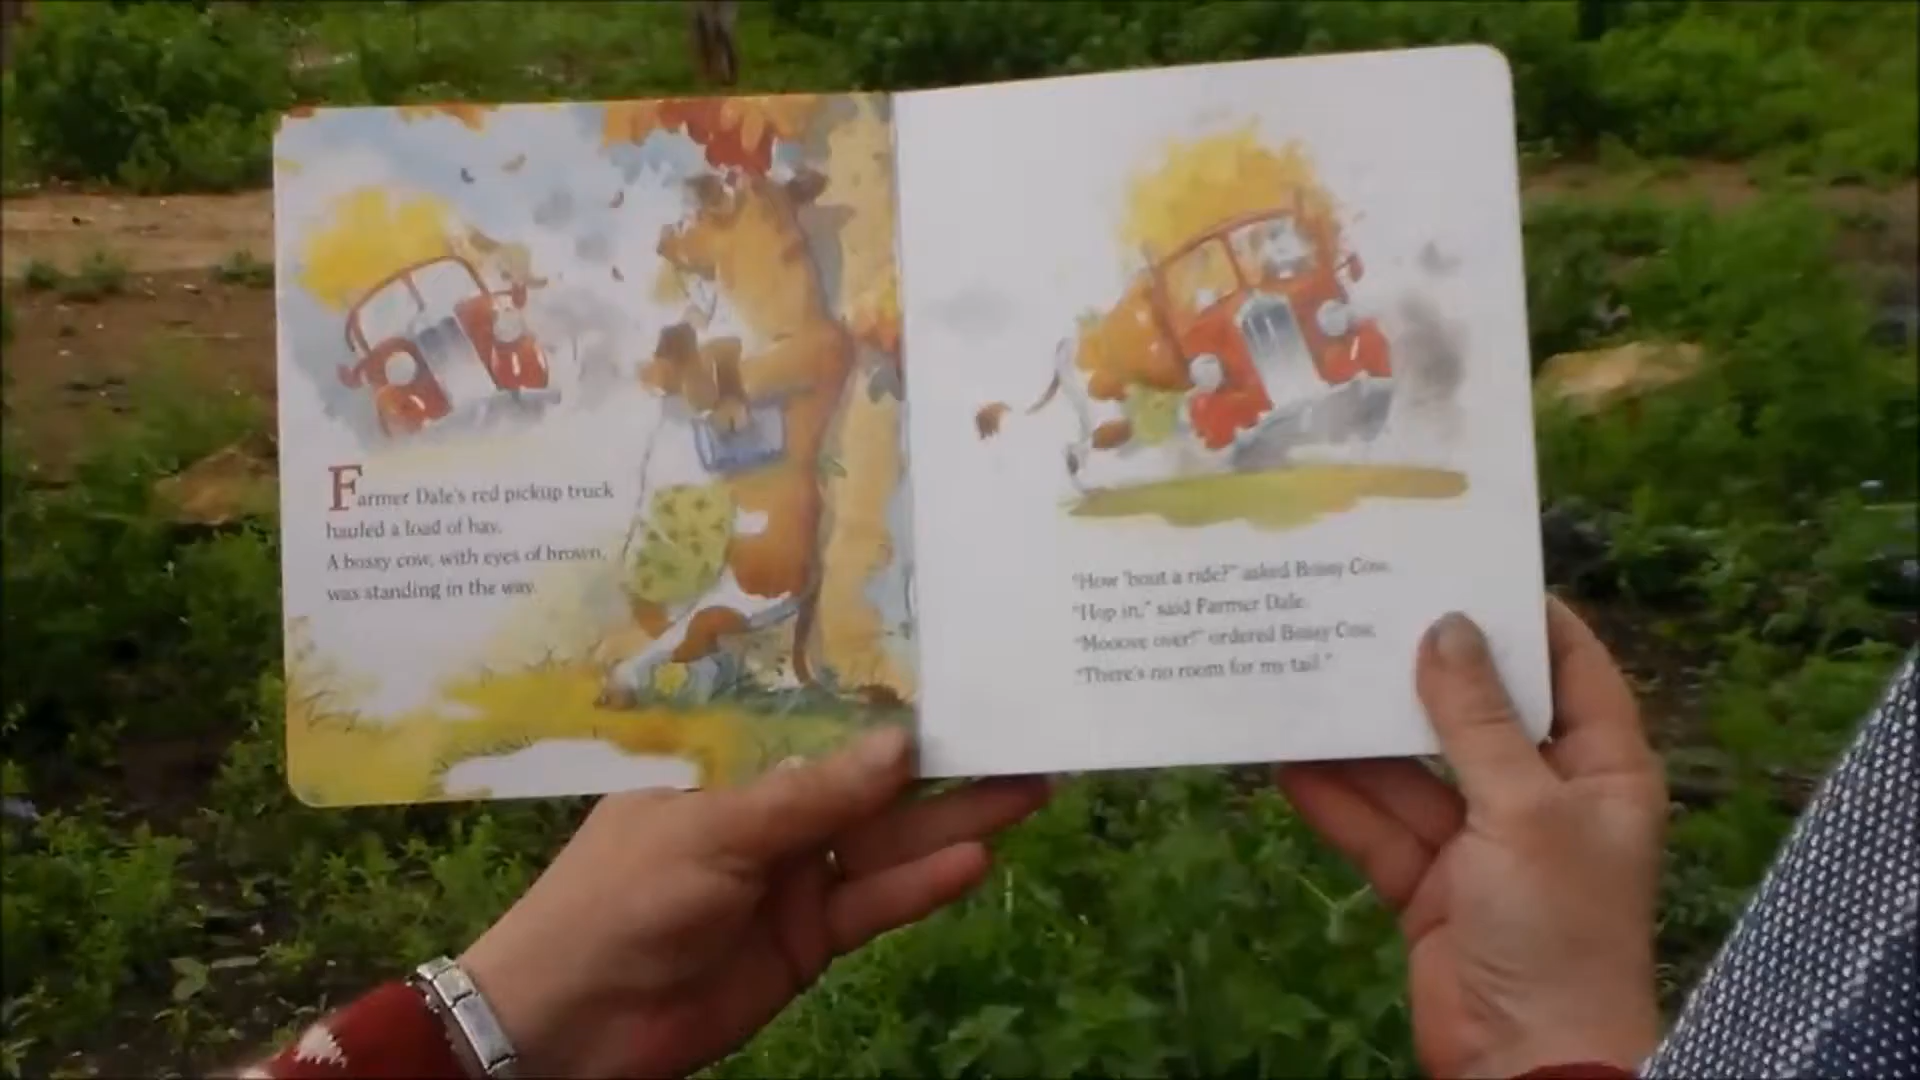 Farmer Dale's red pickup truck
hauled a load of hay.
A bossy cow, with eyes of brown,
was standing in the way.
"How 'bout a ride?" asked Bossy Cow.
"Hop in," said Farmer Dale.
"Mooove over!" ordered Bossy Cow.
"There's no room for my tail."